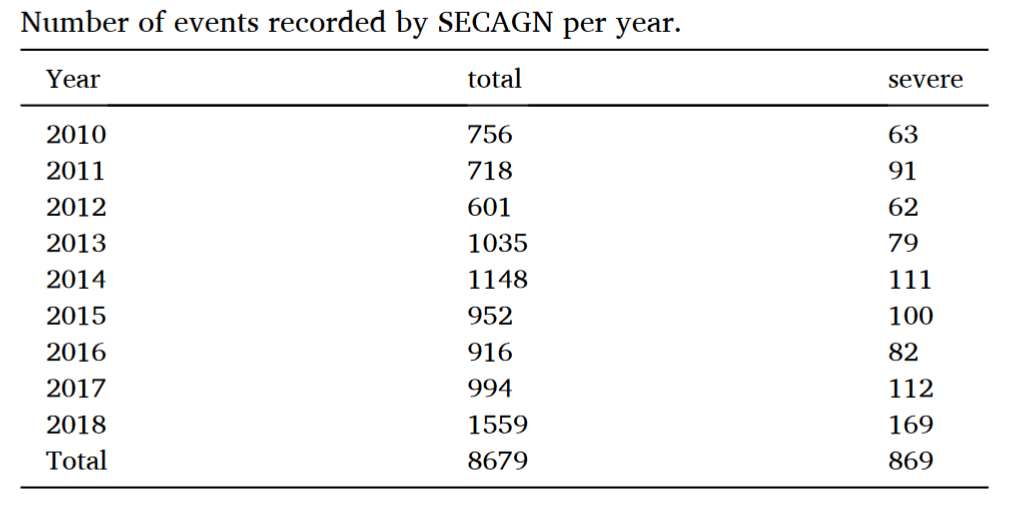 Number of events recorded by SECAGN per year.
Year total severe
2010 756 63
2011 718 91
2012 601 62
2013 1035 79
2014 1148 111
2015 952 100
2016 916 82
2017 994 112
2018 1559 169
Total 8679 869